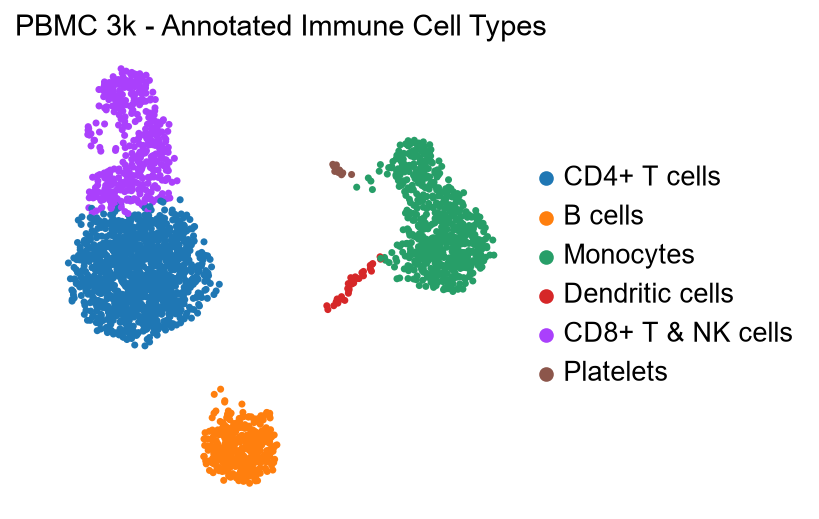 PBMC 3k - Annotated Immune Cell Types
CD4+ T cells
B cells
Monocytes
Dendritic cells
CD8+ T & NK cells
Platelets